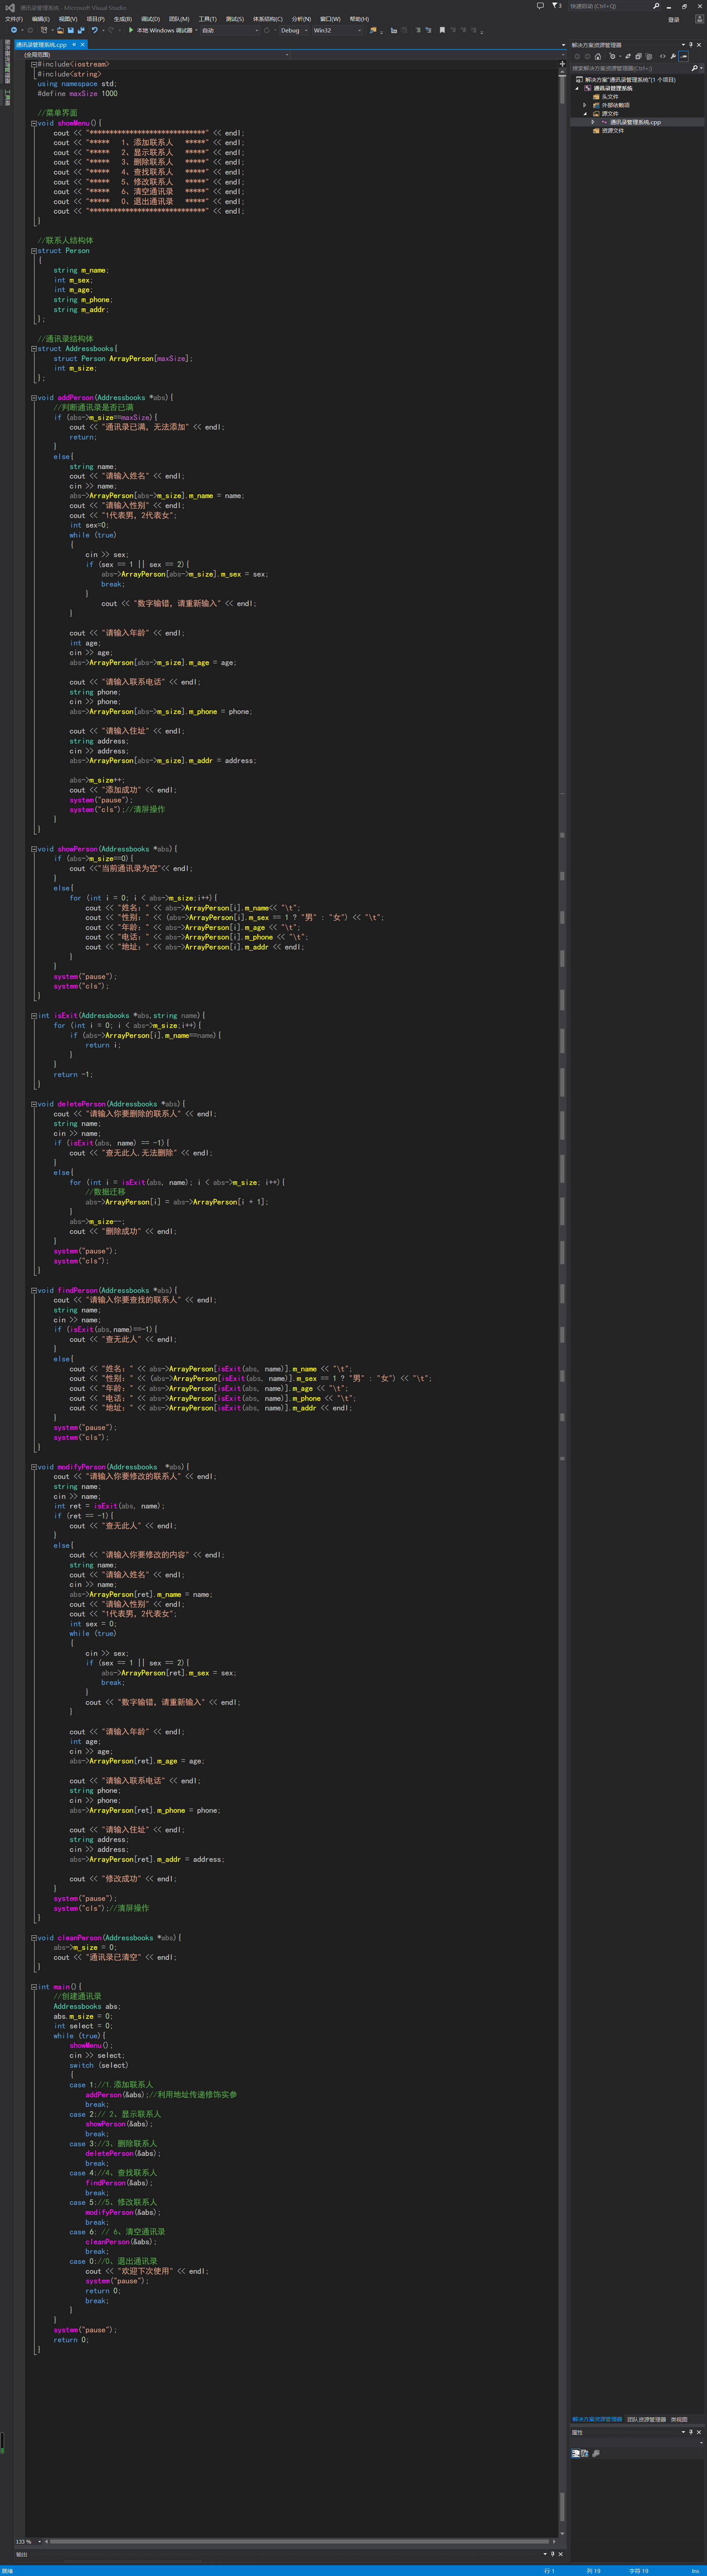 通讯录管理系统 - Microsoft Visual Studio
3
快速启动 (Ctrl+Q)
文件(F) 编辑(E) 视图(V) 项目(P) 生成(B) 调试(D) 团队(M) 工具(T) 测试(S) 体系结构(C) 分析(N) 窗口(W) 帮助(H)
登录
本地 Windows 调试器 自动 Debug Win32
通讯录管理系统.cpp
(全局范围)
#include<iostream>
#include<string>
using namespace std;
#define maxSize 1000
//菜单界面
void showMenu(){
cout << "*****************************" << endl;
cout << "*****   1、添加联系人   *****" << endl;
cout << "*****   2、显示联系人   *****" << endl;
cout << "*****   3、删除联系人   *****" << endl;
cout << "*****   4、查找联系人   *****" << endl;
cout << "*****   5、修改联系人   *****" << endl;
cout << "*****   6、清空通讯录   *****" << endl;
cout << "*****   0、退出通讯录   *****" << endl;
cout << "*****************************" << endl;
}
//联系人结构体
struct Person
{
string m_name;
int m_sex;
int m_age;
string m_phone;
string m_addr;
};
//通讯录结构体
struct Addressbooks{
struct Person ArrayPerson[maxSize];
int m_size;
};
void addPerson(Addressbooks *abs){
//判断通讯录是否已满
if (abs->m_size==maxSize){
cout << "通讯录已满，无法添加" << endl;
return;
}
else{
string name;
cout << "请输入姓名" << endl;
cin >> name;
abs->ArrayPerson[abs->m_size].m_name = name;
cout << "请输入性别" << endl;
cout << "1代表男，2代表女";
int sex=0;
while (true)
{
cin >> sex;
if (sex == 1 || sex == 2){
abs->ArrayPerson[abs->m_size].m_sex = sex;
break;
}
cout << "数字输错，请重新输入" << endl;
}
cout << "请输入年龄" << endl;
int age;
cin >> age;
abs->ArrayPerson[abs->m_size].m_age = age;
cout << "请输入联系电话" << endl;
string phone;
cin >> phone;
abs->ArrayPerson[abs->m_size].m_phone = phone;
cout << "请输入住址" << endl;
string address;
cin >> address;
abs->ArrayPerson[abs->m_size].m_addr = address;
abs->m_size++;
cout << "添加成功" << endl;
system("pause");
system("cls");//清屏操作
}
}
void shoePerson(Addressbooks *abs){
if (abs->m_size==0){
cout <<"当前通讯录为空"<< endl;
}
else{
for (int i = 0; i < abs->m_size;i++){
cout << "姓名：" << abs->ArrayPerson[i].m_name<< "\t";
cout << "性别：" << (abs->ArrayPerson[i].m_sex == 1 ? "男" : "女") << "\t";
cout << "年龄：" << abs->ArrayPerson[i].m_age << "\t";
cout << "电话：" << abs->ArrayPerson[i].m_phone << "\t";
cout << "地址：" << abs->ArrayPerson[i].m_addr << endl;
}
}
system("pause");
system("cls");
}
int isExit(Addressbooks *abs,string name){
for (int i = 0; i < abs->m_size;i++){
if (abs->ArrayPerson[i].m_name==name){
return i;
}
}
return -1;
}
void deletePerson(Addressbooks *abs){
cout << "请输入你要删除的联系人" << endl;
string name;
cin >> name;
if (isExit(abs, name) == -1){
cout << "查无此人,无法删除" << endl;
}
else{
for (int i = isExit(abs, name); i < abs->m_size; i++){
//数据迁移
abs->ArrayPerson[i] = abs->ArrayPerson[i + 1];
}
abs->m_size--;
cout << "删除成功" << endl;
}
system("pause");
system("cls");
}
void findPerson(Addressbooks *abs){
cout << "请输入你要查找的联系人" << endl;
string name;
cin >> name;
if (isExit(abs,name)==-1){
cout << "查无此人" << endl;
}
else{
cout << "姓名：" << abs->ArrayPerson[isExit(abs, name)].m_name << "\t";
cout << "性别：" << (abs->ArrayPerson[isExit(abs, name)].m_sex == 1 ? "男" : "女") << "\t";
cout << "年龄：" << abs->ArrayPerson[isExit(abs, name)].m_age << "\t";
cout << "电话：" << abs->ArrayPerson[isExit(abs, name)].m_phone << "\t";
cout << "地址：" << abs->ArrayPerson[isExit(abs, name)].m_addr << endl;
}
system("pause");
system("cls");
}
void modifyPerson(Addressbooks  *abs){
cout << "请输入你要修改的联系人" << endl;
string name;
cin >> name;
int ret = isExit(abs, name);
if (ret == -1){
cout << "查无此人" << endl;
}
else{
cout << "请输入你要修改的内容" << endl;
string name;
cout << "请输入姓名" << endl;
cin >> name;
abs->ArrayPerson[ret].m_name = name;
cout << "请输入性别" << endl;
cout << "1代表男，2代表女";
int sex = 0;
while (true)
{
cin >> sex;
if (sex == 1 || sex == 2){
abs->ArrayPerson[ret].m_sex = sex;
break;
}
cout << "数字输错，请重新输入" << endl;
}
cout << "请输入年龄" << endl;
int age;
cin >> age;
abs->ArrayPerson[ret].m_age = age;
cout << "请输入联系电话" << endl;
string phone;
cin >> phone;
abs->ArrayPerson[ret].m_phone = phone;
cout << "请输入住址" << endl;
string address;
cin >> address;
abs->ArrayPerson[ret].m_addr = address;
cout << "修改成功" << endl;
}
system("pause");
system("cls");//清屏操作
}
void cleanPerson(Addressbooks *abs){
abs->m_size = 0;
cout << "通讯录已清空" << endl;
}
int main(){
//创建通讯录
Addressbooks abs;
abs.m_size = 0;
int select = 0;
while (true){
showMenu();
cin >> select;
switch (select)
{
case 1://1.添加联系人
addPerson(&abs);//利用地址传递修饰实参
break;
case 2:// 2、显示联系人
shoePerson(&abs);
break;
case 3://3、删除联系人
deletePerson(&abs);
break;
case 4://4、查找联系人
findPerson(&abs);
break;
case 5://5、修改联系人
modifyPerson(&abs);
break;
case 6: // 6、清空通讯录
cleanPerson(&abs);
break;
case 0://0、退出通讯录
cout << "欢迎下次使用" << endl;
system("pause");
return 0;
break;
}
}
system("pause");
return 0;
}
解决方案资源管理器
搜索解决方案资源管理器(Ctrl+;)
解决方案"通讯录管理系统"(1 个项目)
通讯录管理系统
头文件
外部依赖项
源文件
通讯录管理系统.cpp
资源文件
解决方案资源管理器 团队资源管理器 类视图
属性
133 %
输出
就绪
行 1 列 19 字符 19 Ins